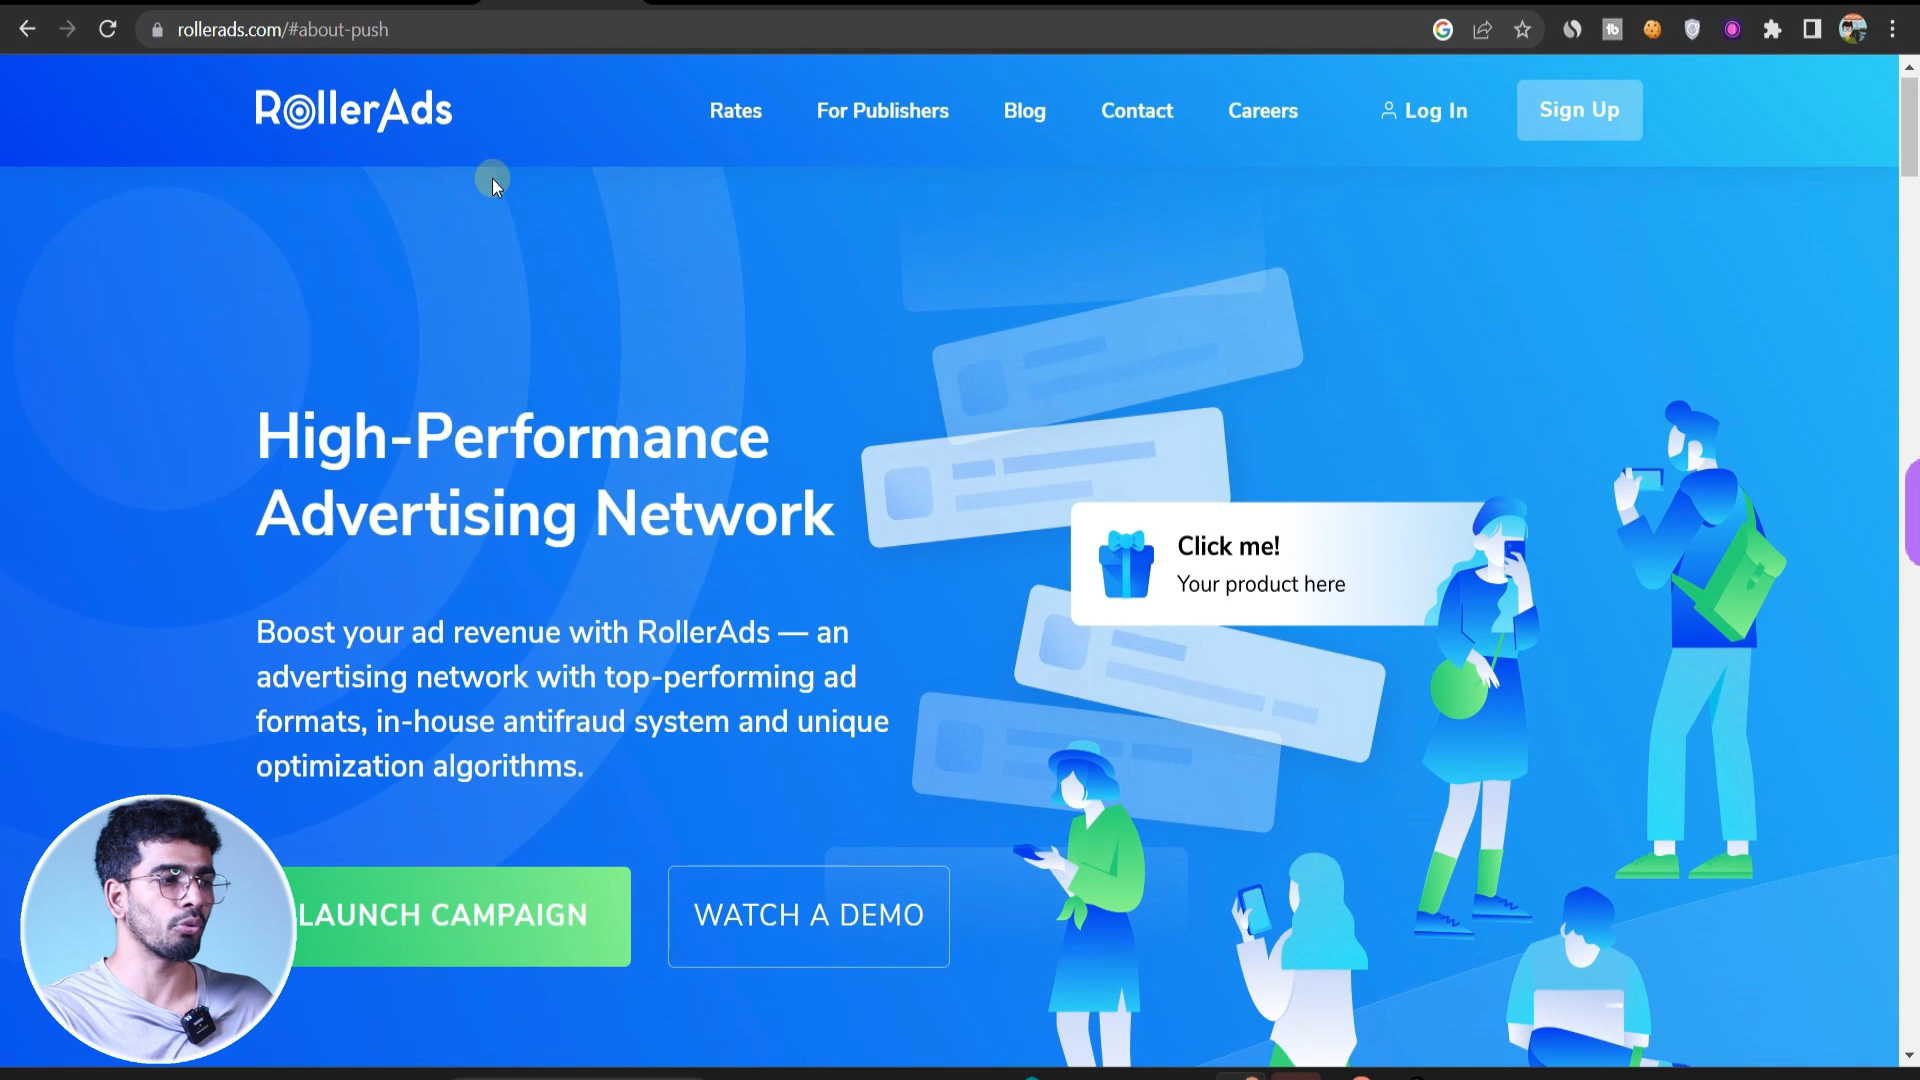 rollerads.com/#about-push
RollerAds
Rates
For Publishers
Blog
Contact
Careers
Log In
Sign Up
High-Performance
Advertising Network
Click me!
Your product here
Boost your ad revenue with RollerAds — an
advertising network with top-performing ad
formats, in-house antifraud system and unique
optimization algorithms.
LAUNCH CAMPAIGN
WATCH A DEMO